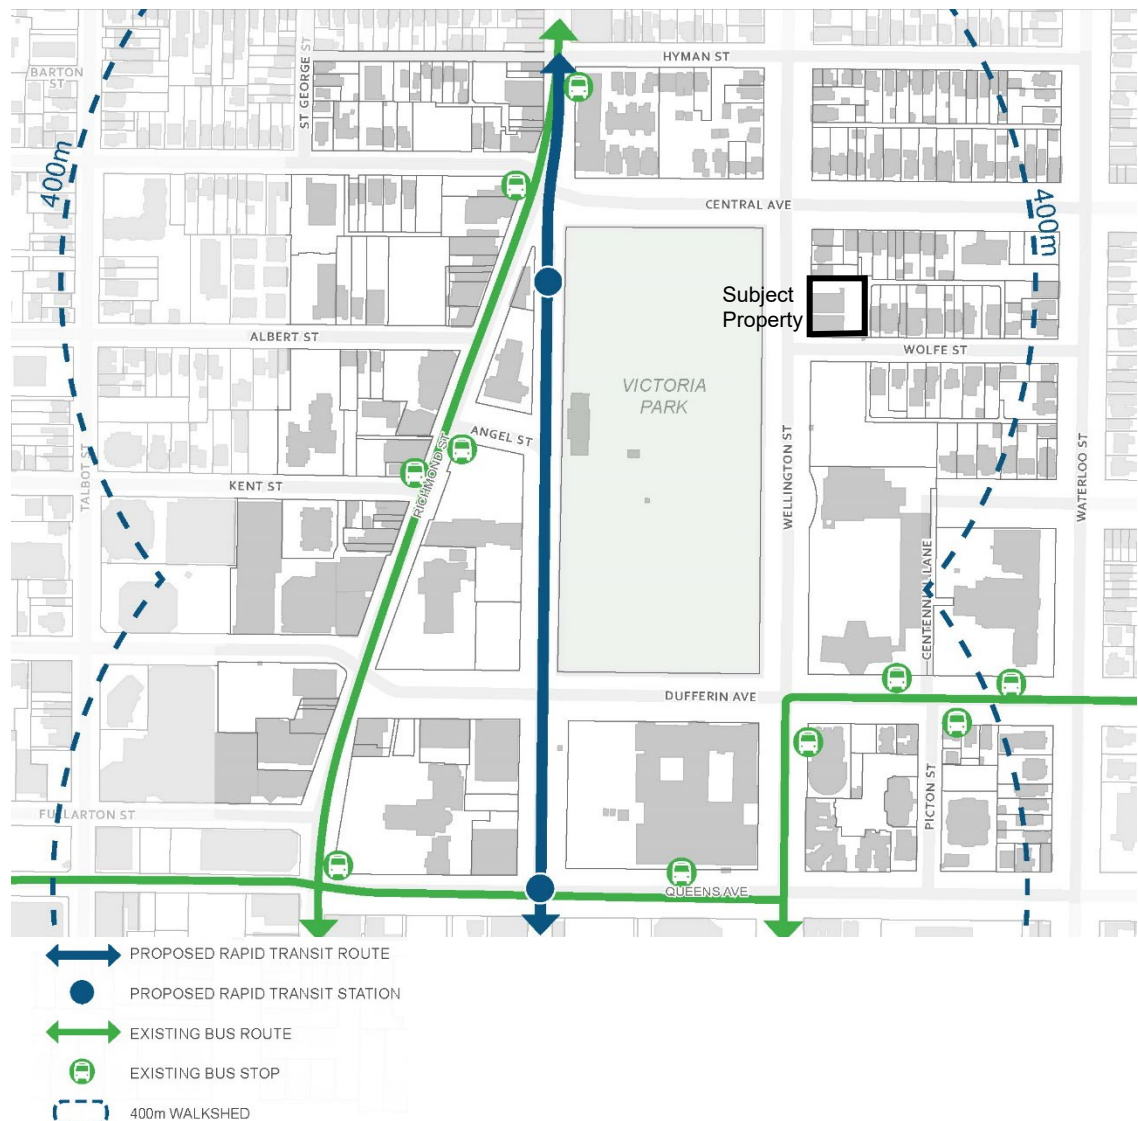 HYMAN ST
BARTON
ST
ST GEORGE ST
400m
CENTRAL AVE
400m
Subject
Property
ALBERT ST
WOLFE ST
VICTORIA
PARK
ANGEL ST
RICHMOND ST
WELLINGTON ST
WATERLOO ST
TALBOT ST
KENT ST
CENTENNIAL LANE
DUFFERIN AVE
PICTON ST
FULLARTON ST
QUEENS AVE
PROPOSED RAPID TRANSIT ROUTE
PROPOSED RAPID TRANSIT STATION
EXISTING BUS ROUTE
EXISTING BUS STOP
400m WALKSHED